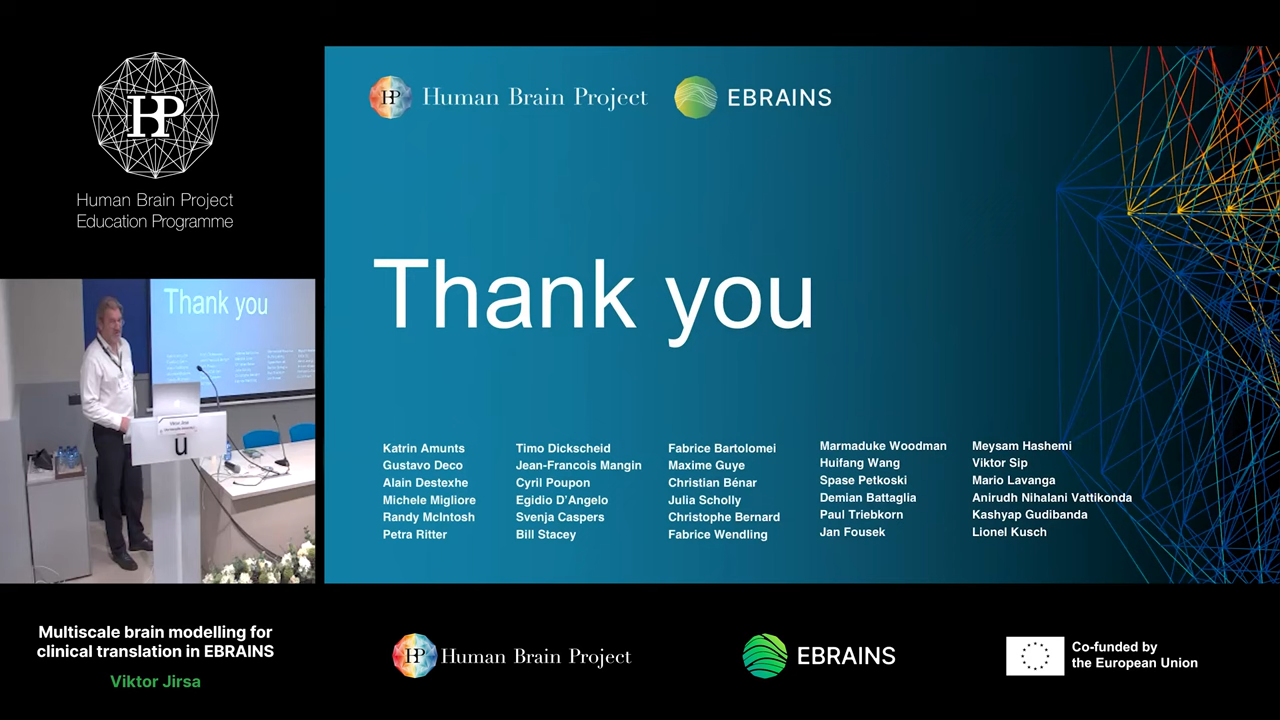 HP
Human Brain Project
Education Programme
Human Brain Project
EBRAINS
Thank you
Katrin Amunts
Gustavo Deco
Alain Destexhe
Michele Migliore
Randy McIntosh
Petra Ritter
Timo Dickscheid
Jean-Francois Mangin
Cyril Poupon
Egidio D'Angelo
Svenja Caspers
Bill Stacey
Fabrice Bartolomei
Maxime Guye
Christian Bénar
Julia Scholly
Christophe Bernard
Fabrice Wendling
Marmaduke Woodman
Huifang Wang
Spase Petkoski
Demian Battaglia
Paul Triebkorn
Jan Fousek
Meysam Hashemi
Viktor Sip
Mario Lavanga
Anirudh Nihalani Vattikonda
Kashyap Gudibanda
Lionel Kusch
Thank you
Viktor Jirsa
u
Multiscale brain modelling for
clinical translation in EBRAINS
Viktor Jirsa
HP Human Brain Project
EBRAINS
Co-funded by
the European Union